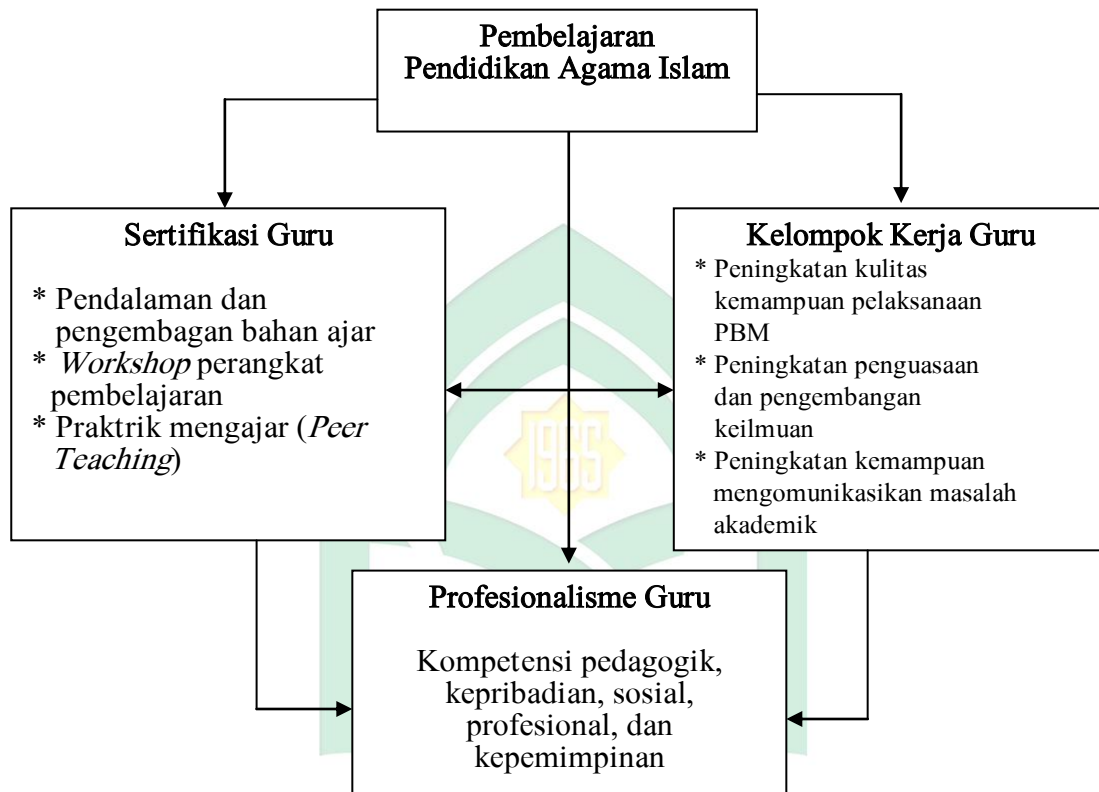 Pembelajaran
Pendidikan Agama Islam
Sertifikasi Guru
* Pendalaman dan
pengembagan bahan ajar
* Workshop perangkat
pembelajaran
* Praktrik mengajar (Peer
Teaching)
Kelompok Kerja Guru
* Peningkatan kulitas
kemampuan pelaksanaan
PBM
* Peningkatan penguasaan
dan pengembangan
keilmuan
* Peningkatan kemampuan
mengomunikasikan masalah
akademik
1965
Profesionalisme Guru
Kompetensi pedagogik,
kepribadian, sosial,
profesional, dan
kepemimpinan